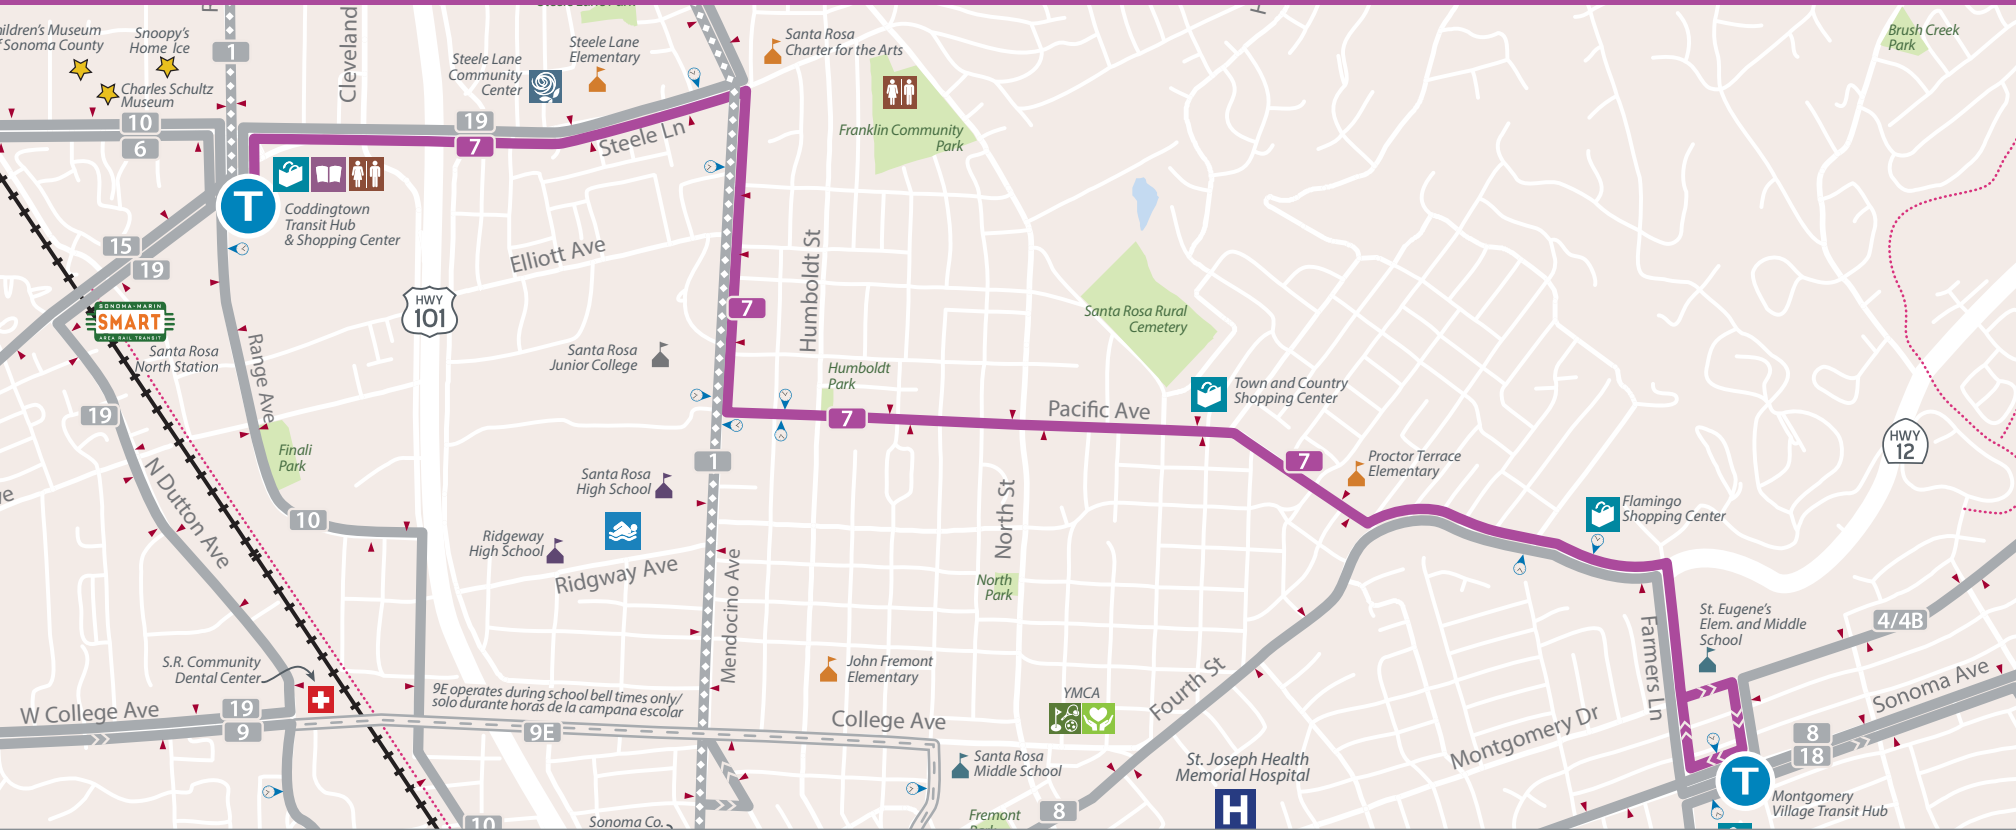 Steele Lane Park
Cleveland
Snoopy's
Home Ice
ildren's Museum
f Sonoma County
Charles Schultz
Museum
1
10
6
19
7
Steele Lane
Community
Center
Steele Lane
Elementary
Steele Ln
Santa Rosa
Charter for the Arts
Franklin Community
Park
Brush Creek
Park
T
Coddingtown
Transit Hub
& Shopping Center
15
19
SONOMA-MARIN
SMART
AREA RAIL TRANSIT
Santa Rosa
North Station
Range Ave
HWY
101
Elliott Ave
Humboldt St
7
Santa Rosa
Junior College
Humboldt
Park
7
Pacific Ave
Santa Rosa Rural
Cemetery
Town and Country
Shopping Center
7
Proctor Terrace
Elementary
HWY
12
Flamingo
Shopping Center
19
N Dutton Ave
Finali
Park
10
1
Santa Rosa
High School
Ridgeway
High School
Ridgway Ave
Mendocino Ave
North St
North
Park
Farmers Ln
St. Eugene's
Elem. and Middle
School
4/4B
Sonoma Ave
Montgomery Dr
8
18
T
Montgomery
Village Transit Hub
S.R. Community
Dental Center
W College Ave
19
9
9E operates during school bell times only/
solo durante horas de la campana escolar
9E
John Fremont
Elementary
College Ave
YMCA
Fourth St
Santa Rosa
Middle School
St. Joseph Health
Memorial Hospital
H
8
Fremont
Park
10
Sonoma Co.